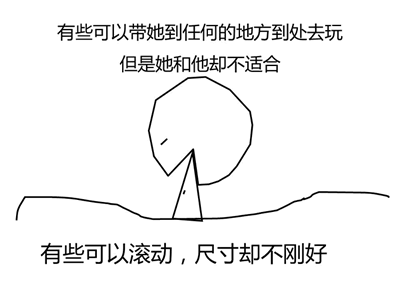 有些可以带她到任何的地方到处去玩
但是她和他却不适合
有些可以滚动，尺寸却不刚好